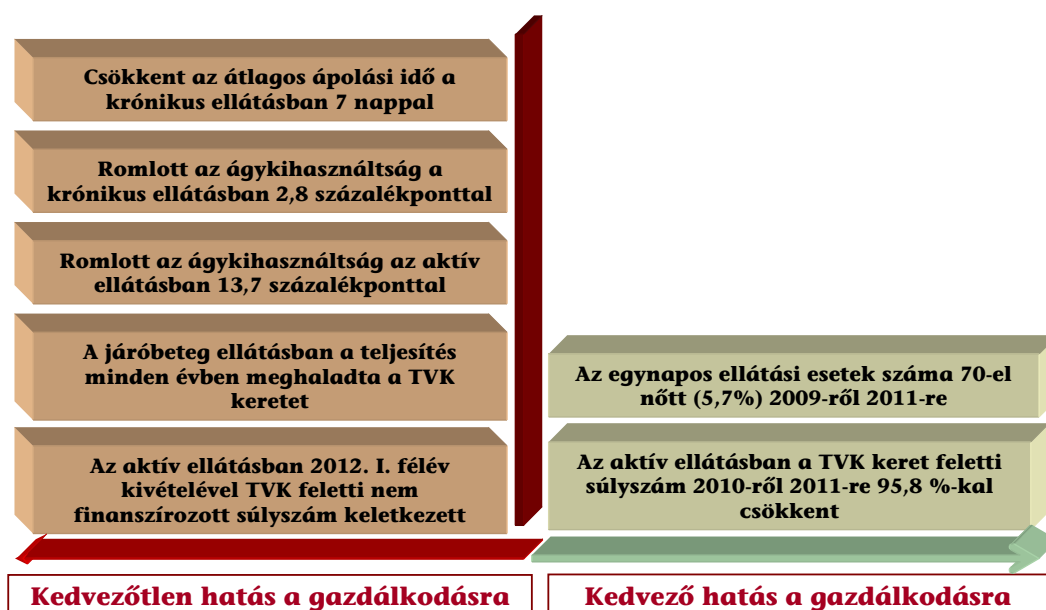 Csökkent az átlagos ápolási idő a
krónikus ellátásban 7 nappal
Romlott az ágykihasználtság a
krónikus ellátásban 2,8 százalékponttal
Romlott az ágykihasználtság az aktív
ellátásban 13,7 százalékponttal
A járóbeteg ellátásban a teljesítés
minden évben meghaladta a TVK
keretet
Az aktív ellátásban 2012. I. félév
kivételével TVK feletti nem
finanszírozott súlyszám keletkezett
Kedvezőtlen hatás a gazdálkodásra
Az egynapos ellátási esetek száma 70-el
nőtt (5,7%) 2009-ről 2011-re
Az aktív ellátásban a TVK keret feletti
súlyszám 2010-ről 2011-re 95,8 %-kal
csökkent
Kedvező hatás a gazdálkodásra